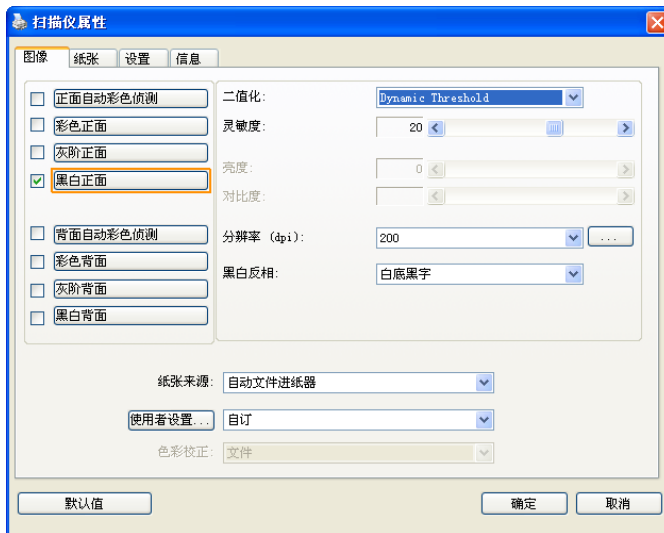 扫描仪属性
图像 纸张 设置 信息
正面自动彩色侦测
彩色正面
灰阶正面
黑白正面
背面自动彩色侦测
彩色背面
灰阶背面
黑白背面
二值化: Dynamic Threshold
灵敏度: 20
亮度: 0
对比度:
分辨率 (dpi): 200 ...
黑白反相: 白底黑字
纸张来源: 自动文件进纸器
使用者设置... 自订
色彩校正: 文件
默认值 确定 取消